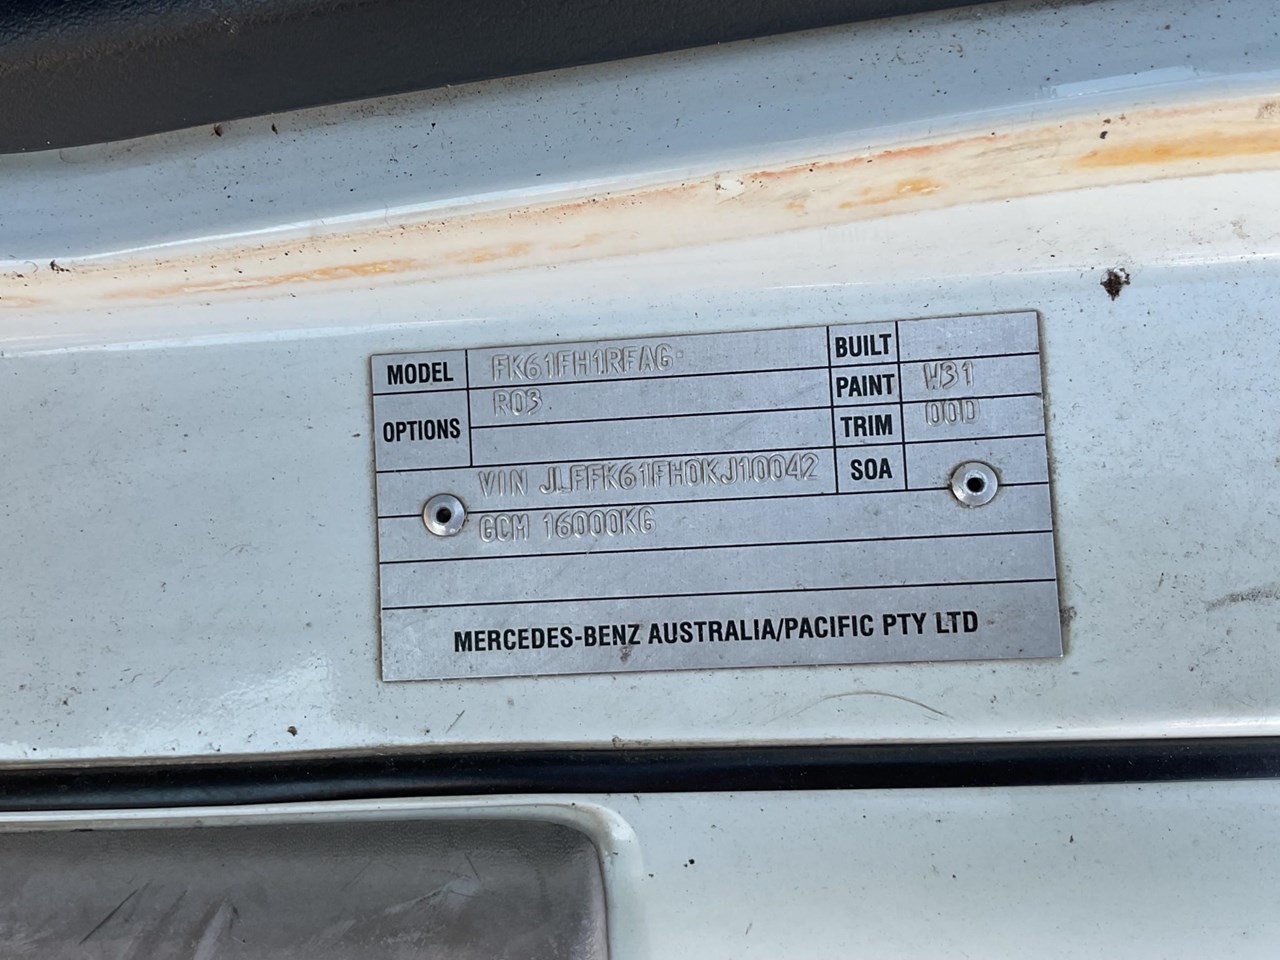 MODEL FK61FH1RFAG BUILT
OPTIONS R03 PAINT W31
TRIM 00D
VIN JLFFK61FH0KJ10042 SOA
GCM 16000KG
MERCEDES-BENZ AUSTRALIA/PACIFIC PTY LTD